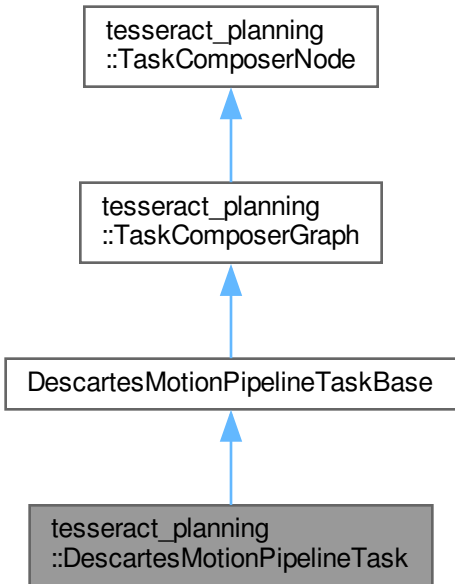 tesseract_planning
::TaskComposerNode
tesseract_planning
::TaskComposerGraph
DescartesMotionPipelineTaskBase
tesseract_planning
::DescartesMotionPipelineTask